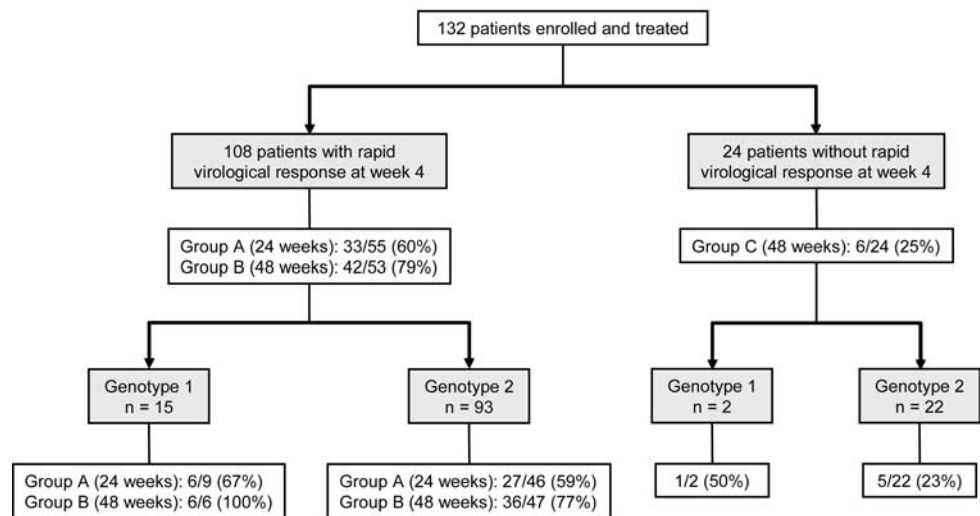 132 patients enrolled and treated
108 patients with rapid
virological response at week 4
24 patients without rapid
virological response at week 4
Group A (24 weeks): 33/55 (60%)
Group B (48 weeks): 42/53 (79%)
Group C (48 weeks): 6/24 (25%)
Genotype 1
n = 15
Genotype 2
n = 93
Genotype 1
n = 2
Genotype 2
n = 22
Group A (24 weeks): 6/9 (67%)
Group B (48 weeks): 6/6 (100%)
Group A (24 weeks): 27/46 (59%)
Group B (48 weeks): 36/47 (77%)
1/2 (50%)
5/22 (23%)